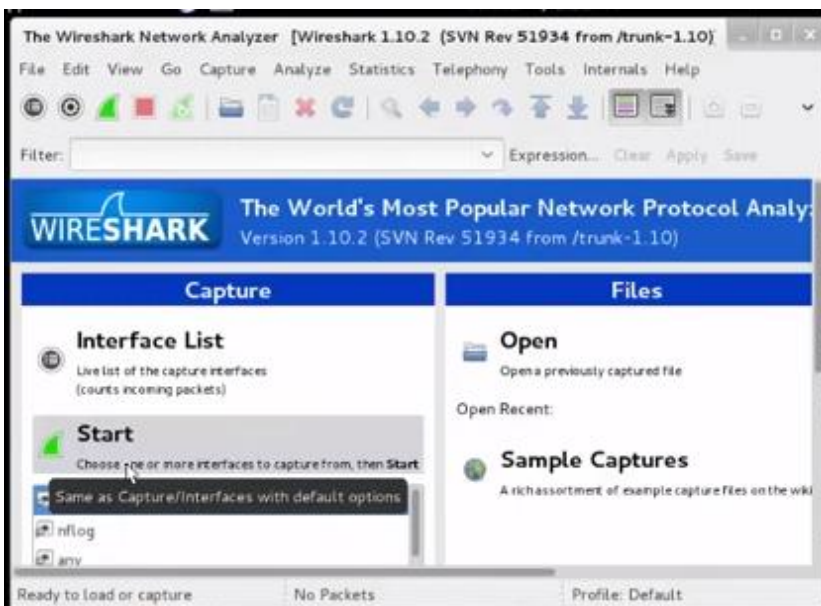 The Wireshark Network Analyzer [Wireshark 1.10.2 (SVN Rev 51934 from /trunk-1.10)]
File Edit View Go Capture Analyze Statistics Telephony Tools Internals Help
Filter: Expression... Clear Apply Save
WIRESHARK
The World's Most Popular Network Protocol Analy
Version 1.10.2 (SVN Rev 51934 from /trunk-1.10)
Capture
Interface List
Live list of the capture interfaces
(counts incoming packets)
Start
Choose one or more interfaces to capture from, then Start
Same as Capture/Interfaces with default options
nflog
any
Files
Open
Open a previously captured file
Open Recent:
Sample Captures
A rich assortment of example capture files on the wiki
Ready to load or capture No Packets Profile: Default